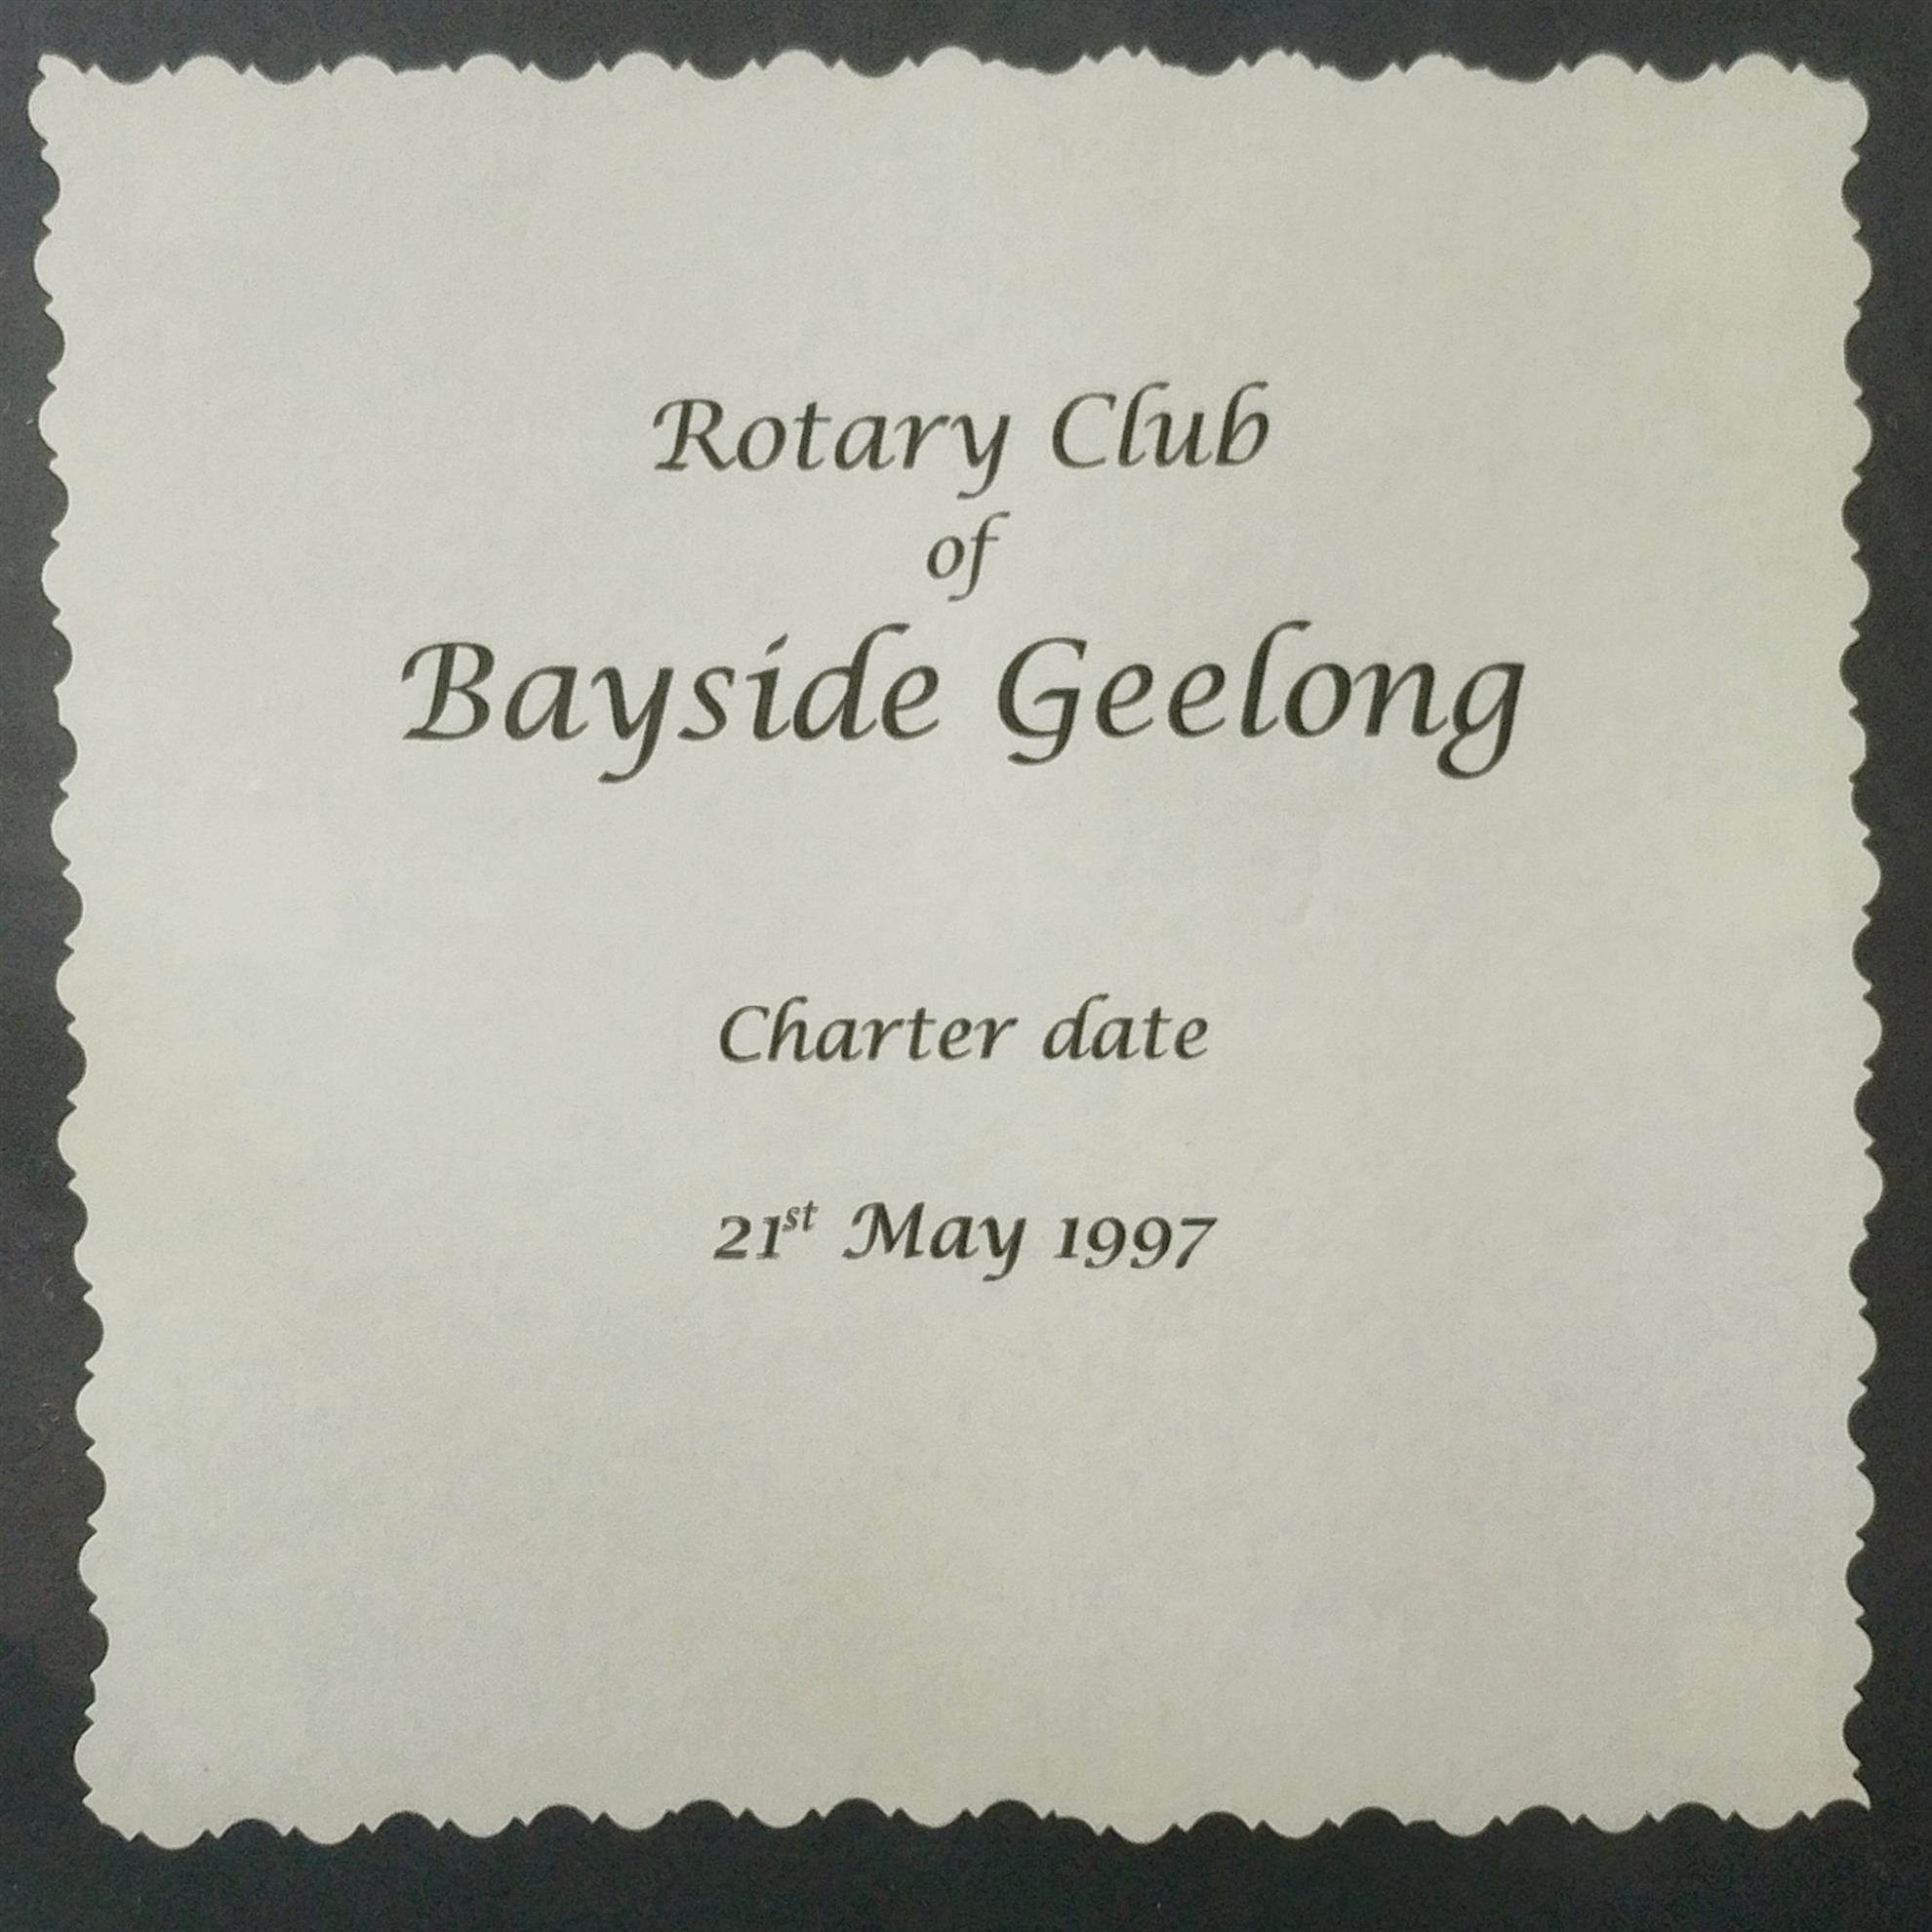 Rotary Club
of
Bayside Geelong
Charter date
21st May 1997